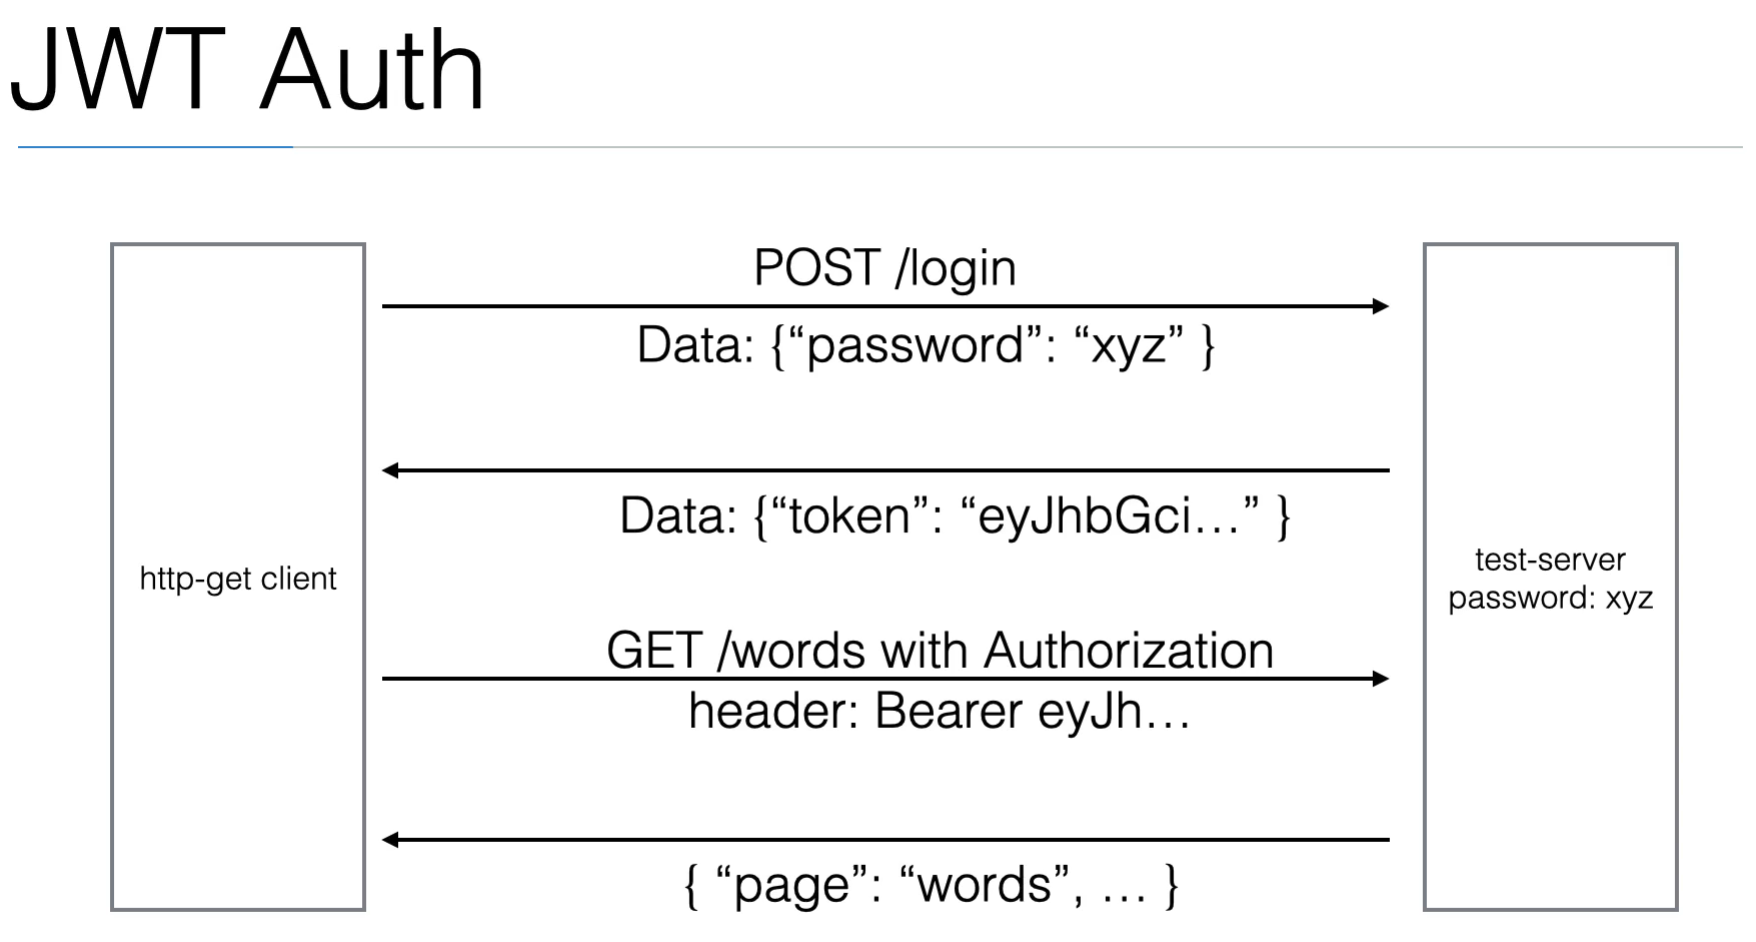 JWT Auth
POST /login
Data: {“password”: “xyz” }
Data: {“token”: “eyJhbGci…” }
http-get client
test-server
password: xyz
GET /words with Authorization
header: Bearer eyJh…
{ “page”: “words”, … }